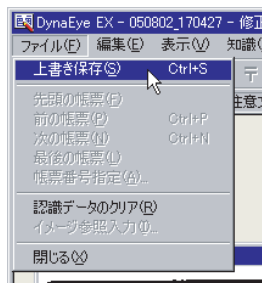 DynaEye EX - 050802_170427 - 修正
ファイル(F) 編集(E) 表示(V) 知識(
上書き保存(S) Ctrl+S
先頭の帳票(F)
前の帳票(P) Ctrl+P
次の帳票(N) Ctrl+N
最後の帳票(L)
帳票番号指定(A)...
認識データのクリア(R)
イメージ参照入力(I)...
閉じる(X)
〒
注意文